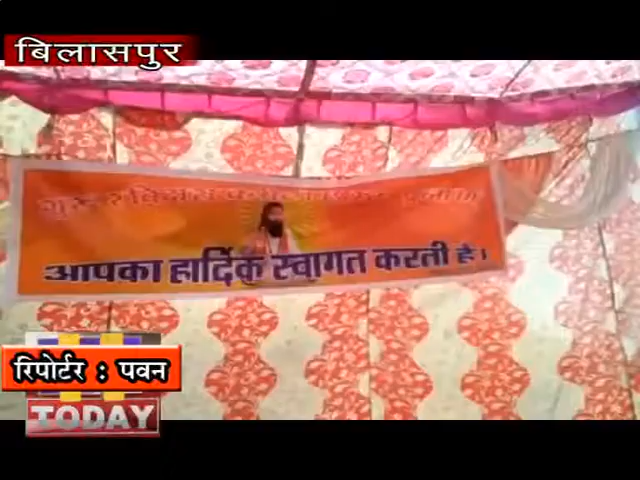 बिलासपुर
आपका हार्दिक स्वागत करती है।
रिपोर्टर : पवन
TODAY